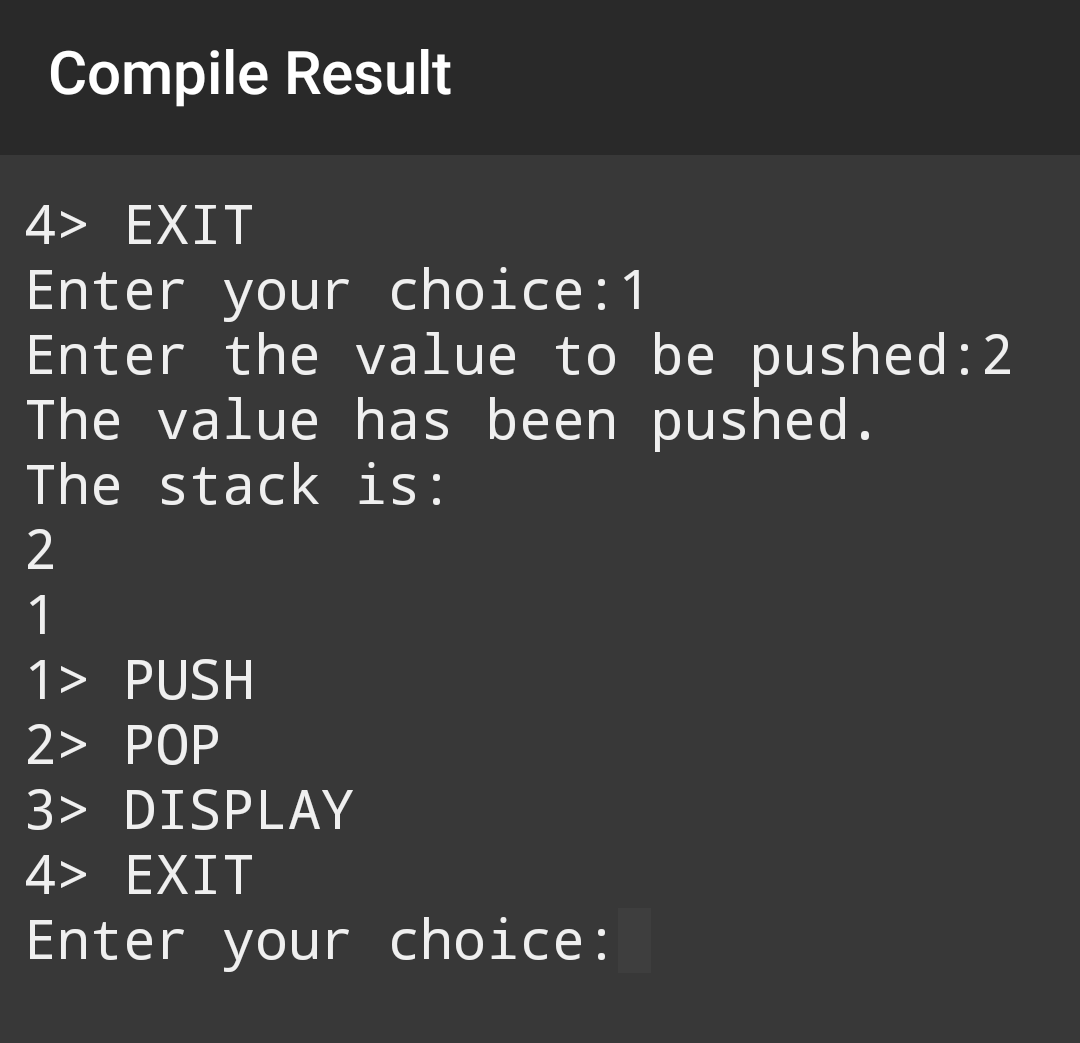 Compile Result
4> EXIT
Enter your choice:1
Enter the value to be pushed:2
The value has been pushed.
The stack is:
2
1
1> PUSH
2> POP
3> DISPLAY
4> EXIT
Enter your choice: